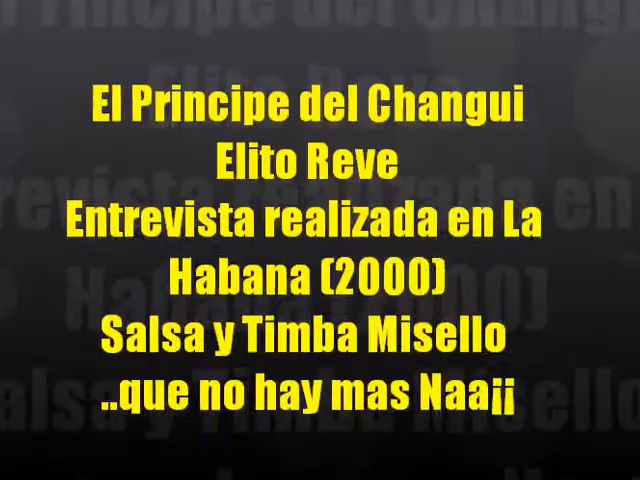 El Principe del Changui
Elito Reve
Entrevista realizada en La
Habana (2000)
Salsa y Timba Misello
..que no hay mas Naa¡¡